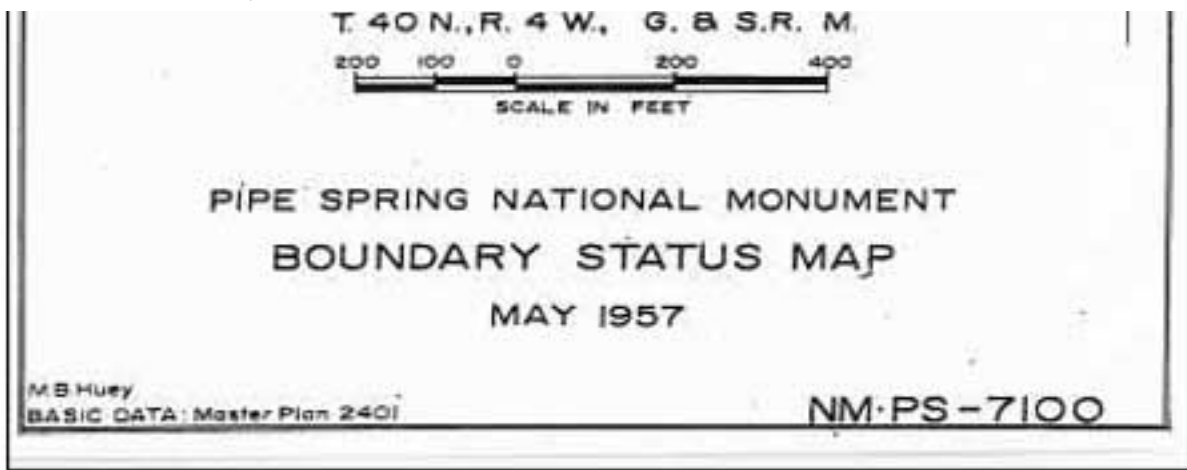 T. 40 N., R. 4 W., G. & S.R. M.
200 100 0 200 400
SCALE IN FEET
PIPE SPRING NATIONAL MONUMENT
BOUNDARY STATUS MAP
MAY 1957
M.B. Huey
BASIC DATA: Master Plan 2401
NM·PS-7100